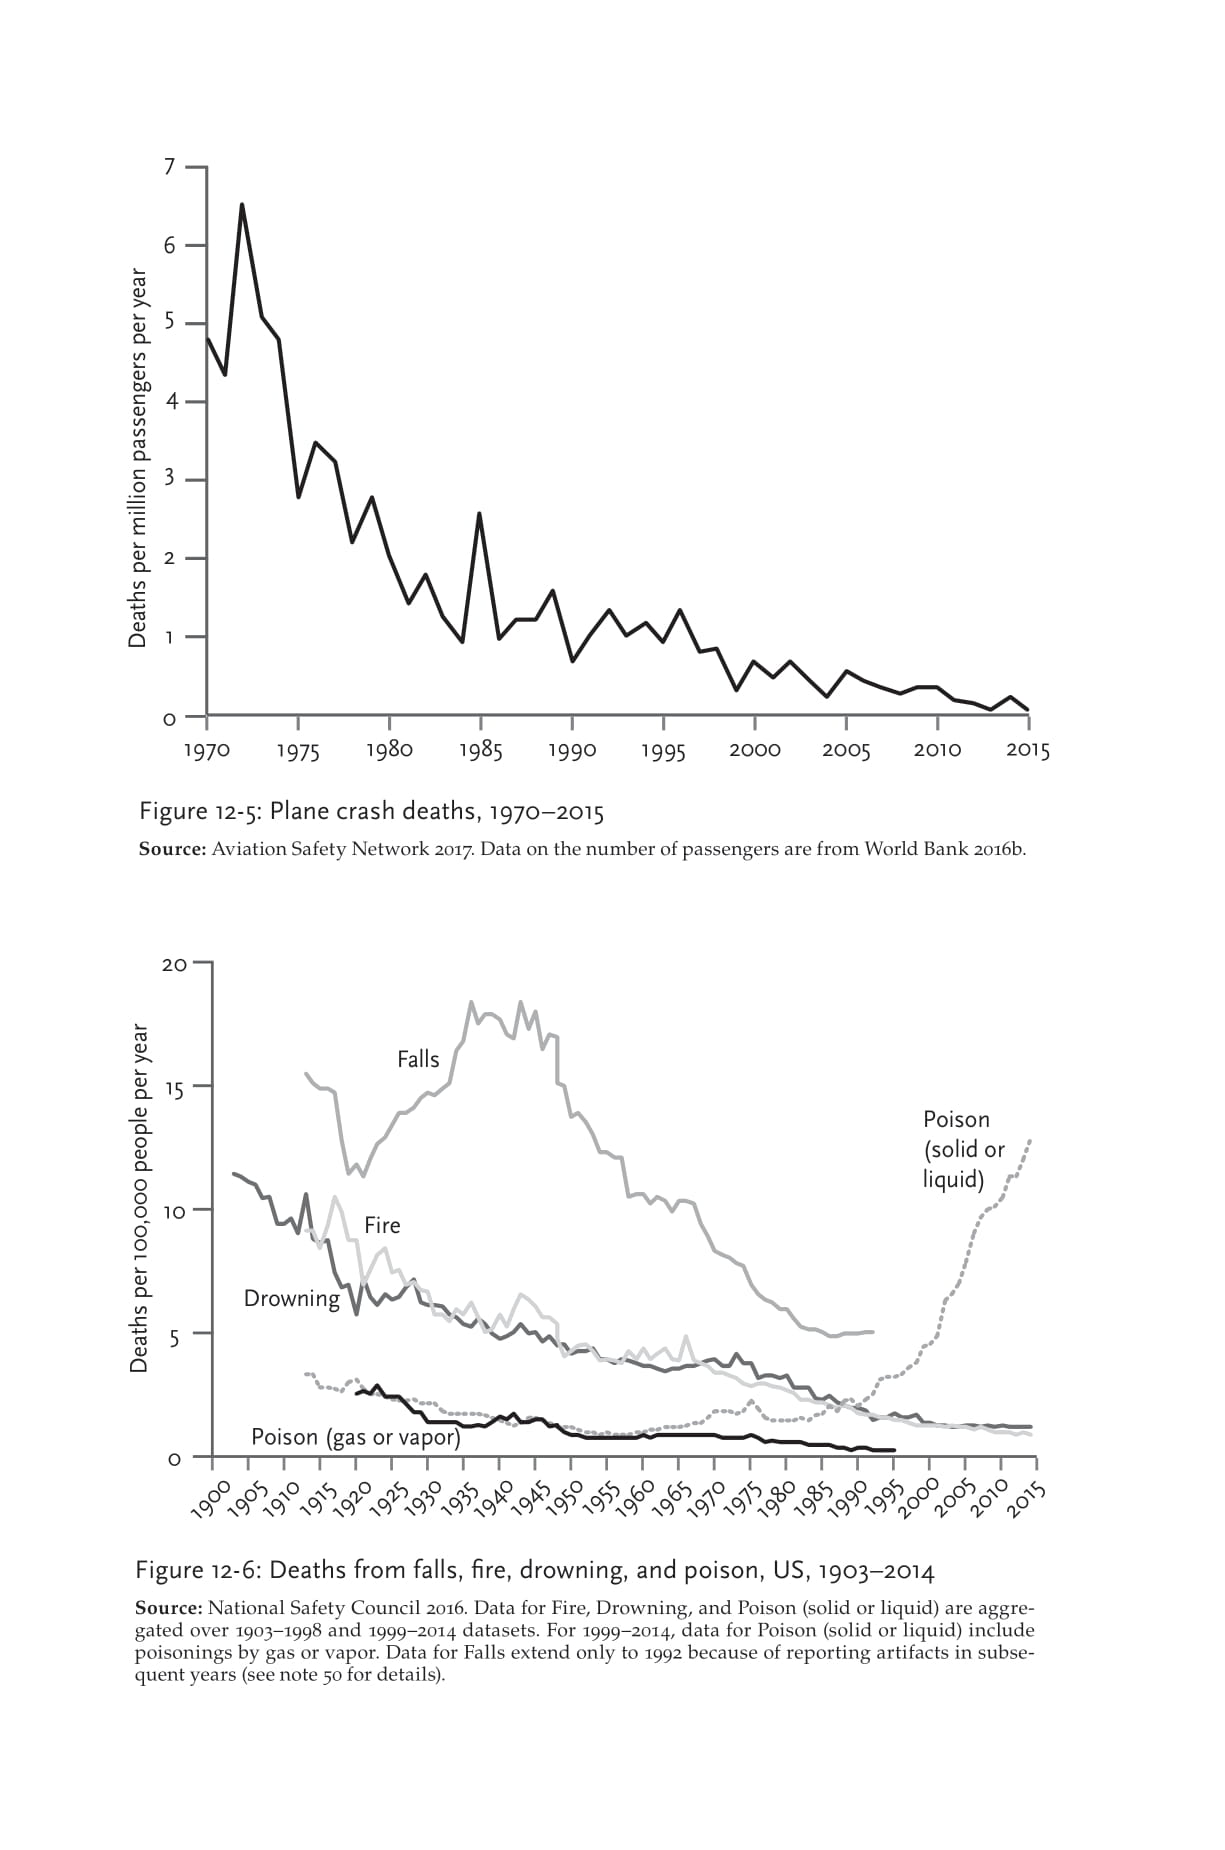 7
6
5
4
3
2
1
0
Deaths per million passengers per year
1970 1975 1980 1985 1990 1995 2000 2005 2010 2015
Figure 12-5: Plane crash deaths, 1970–2015
Source: Aviation Safety Network 2017. Data on the number of passengers are from World Bank 2016b.
20
15
10
5
0
Deaths per 100,000 people per year
Falls
Poison
(solid or
liquid)
Fire
Drowning
Poison (gas or vapor)
1900 1905 1910 1915 1920 1925 1930 1935 1940 1945 1950 1955 1960 1965 1970 1975 1980 1985 1990 1995 2000 2005 2010 2015
Figure 12-6: Deaths from falls, fire, drowning, and poison, US, 1903–2014
Source: National Safety Council 2016. Data for Fire, Drowning, and Poison (solid or liquid) are aggre-
gated over 1903–1998 and 1999–2014 datasets. For 1999–2014, data for Poison (solid or liquid) include
poisonings by gas or vapor. Data for Falls extend only to 1992 because of reporting artifacts in subse-
quent years (see note 50 for details).